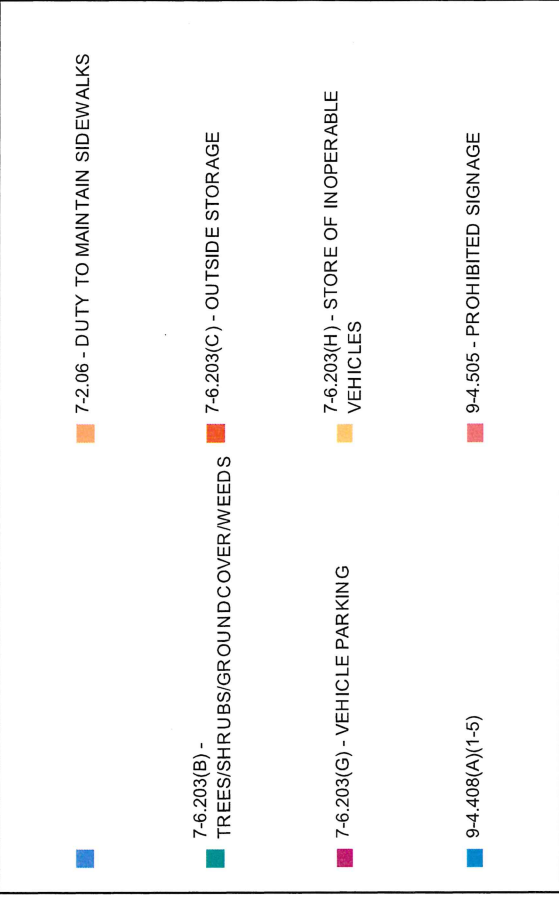 7-2.06 - DUTY TO MAINTAIN SIDEWALKS
7-6.203(B) -
TREES/SHRUBS/GROUNDCOVER/WEEDS
7-6.203(C) - OUTSIDE STORAGE
7-6.203(G) - VEHICLE PARKING
7-6.203(H) - STORE OF INOPERABLE
VEHICLES
9-4.408(A)(1-5)
9-4.505 - PROHIBITED SIGNAGE